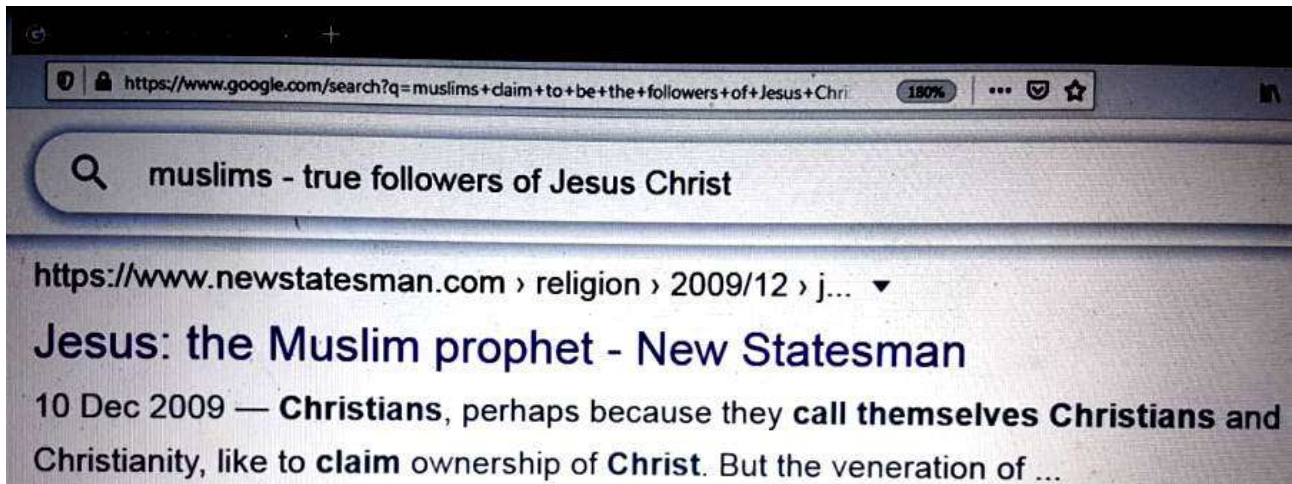 https://www.google.com/search?q=muslims+claim+to+be+the+followers+of+Jesus+Chri 180%
muslims - true followers of Jesus Christ
https://www.newstatesman.com › religion › 2009/12 › j...
Jesus: the Muslim prophet - New Statesman
10 Dec 2009 — Christians, perhaps because they call themselves Christians and
Christianity, like to claim ownership of Christ. But the veneration of ...